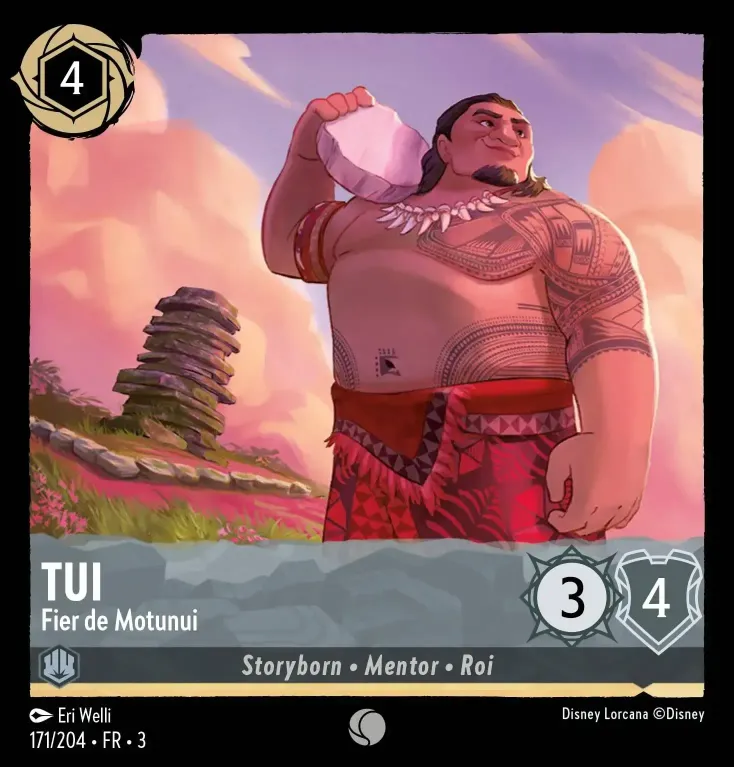 4
TUI
Fier de Motunui
3
4
Storyborn • Mentor • Roi
Eri Welli
Disney Lorcana ©Disney
171/204 • FR • 3